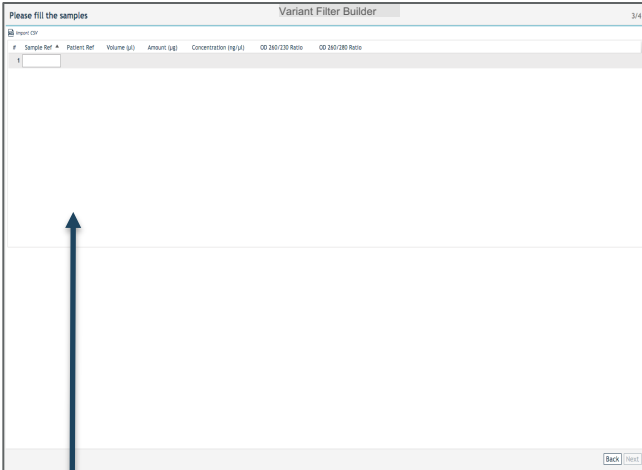 Please fill the samples
Variant Filter Builder
3/4
Import CSV
# Sample Ref ▲ Patient Ref Volume (µl) Amount (µg) Concentration (ng/µl) OD 260/230 Ratio OD 260/280 Ratio
1
Back Next